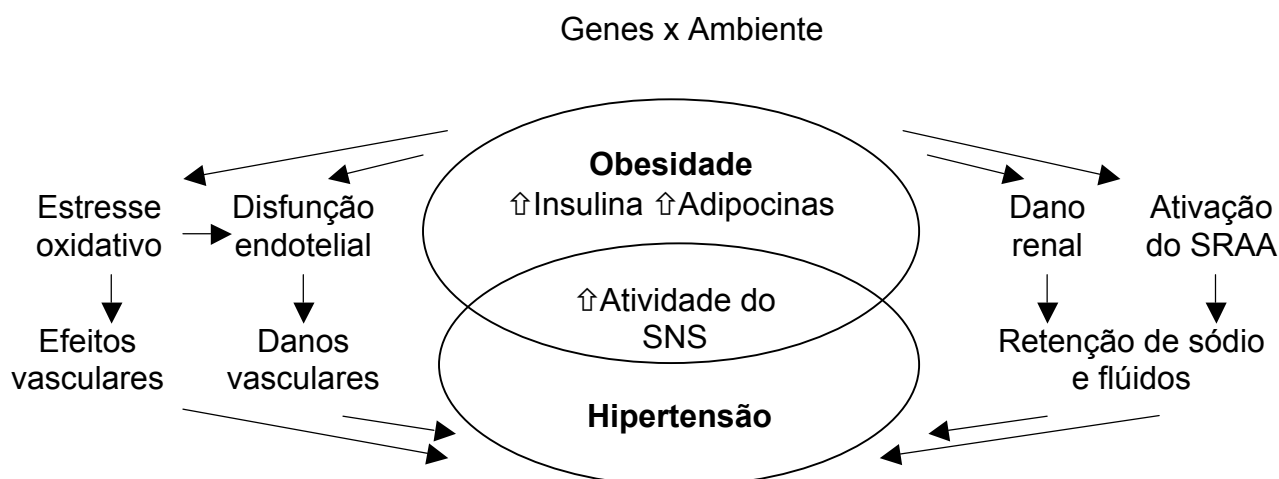 Genes x Ambiente
Obesidade
⇧Insulina ⇧Adipocinas
Estresse
oxidativo
Disfunção
endotelial
Dano
renal
Ativação
do SRAA
⇧Atividade do
SNS
Efeitos
vasculares
Danos
vasculares
Retenção de sódio
e flúidos
Hipertensão